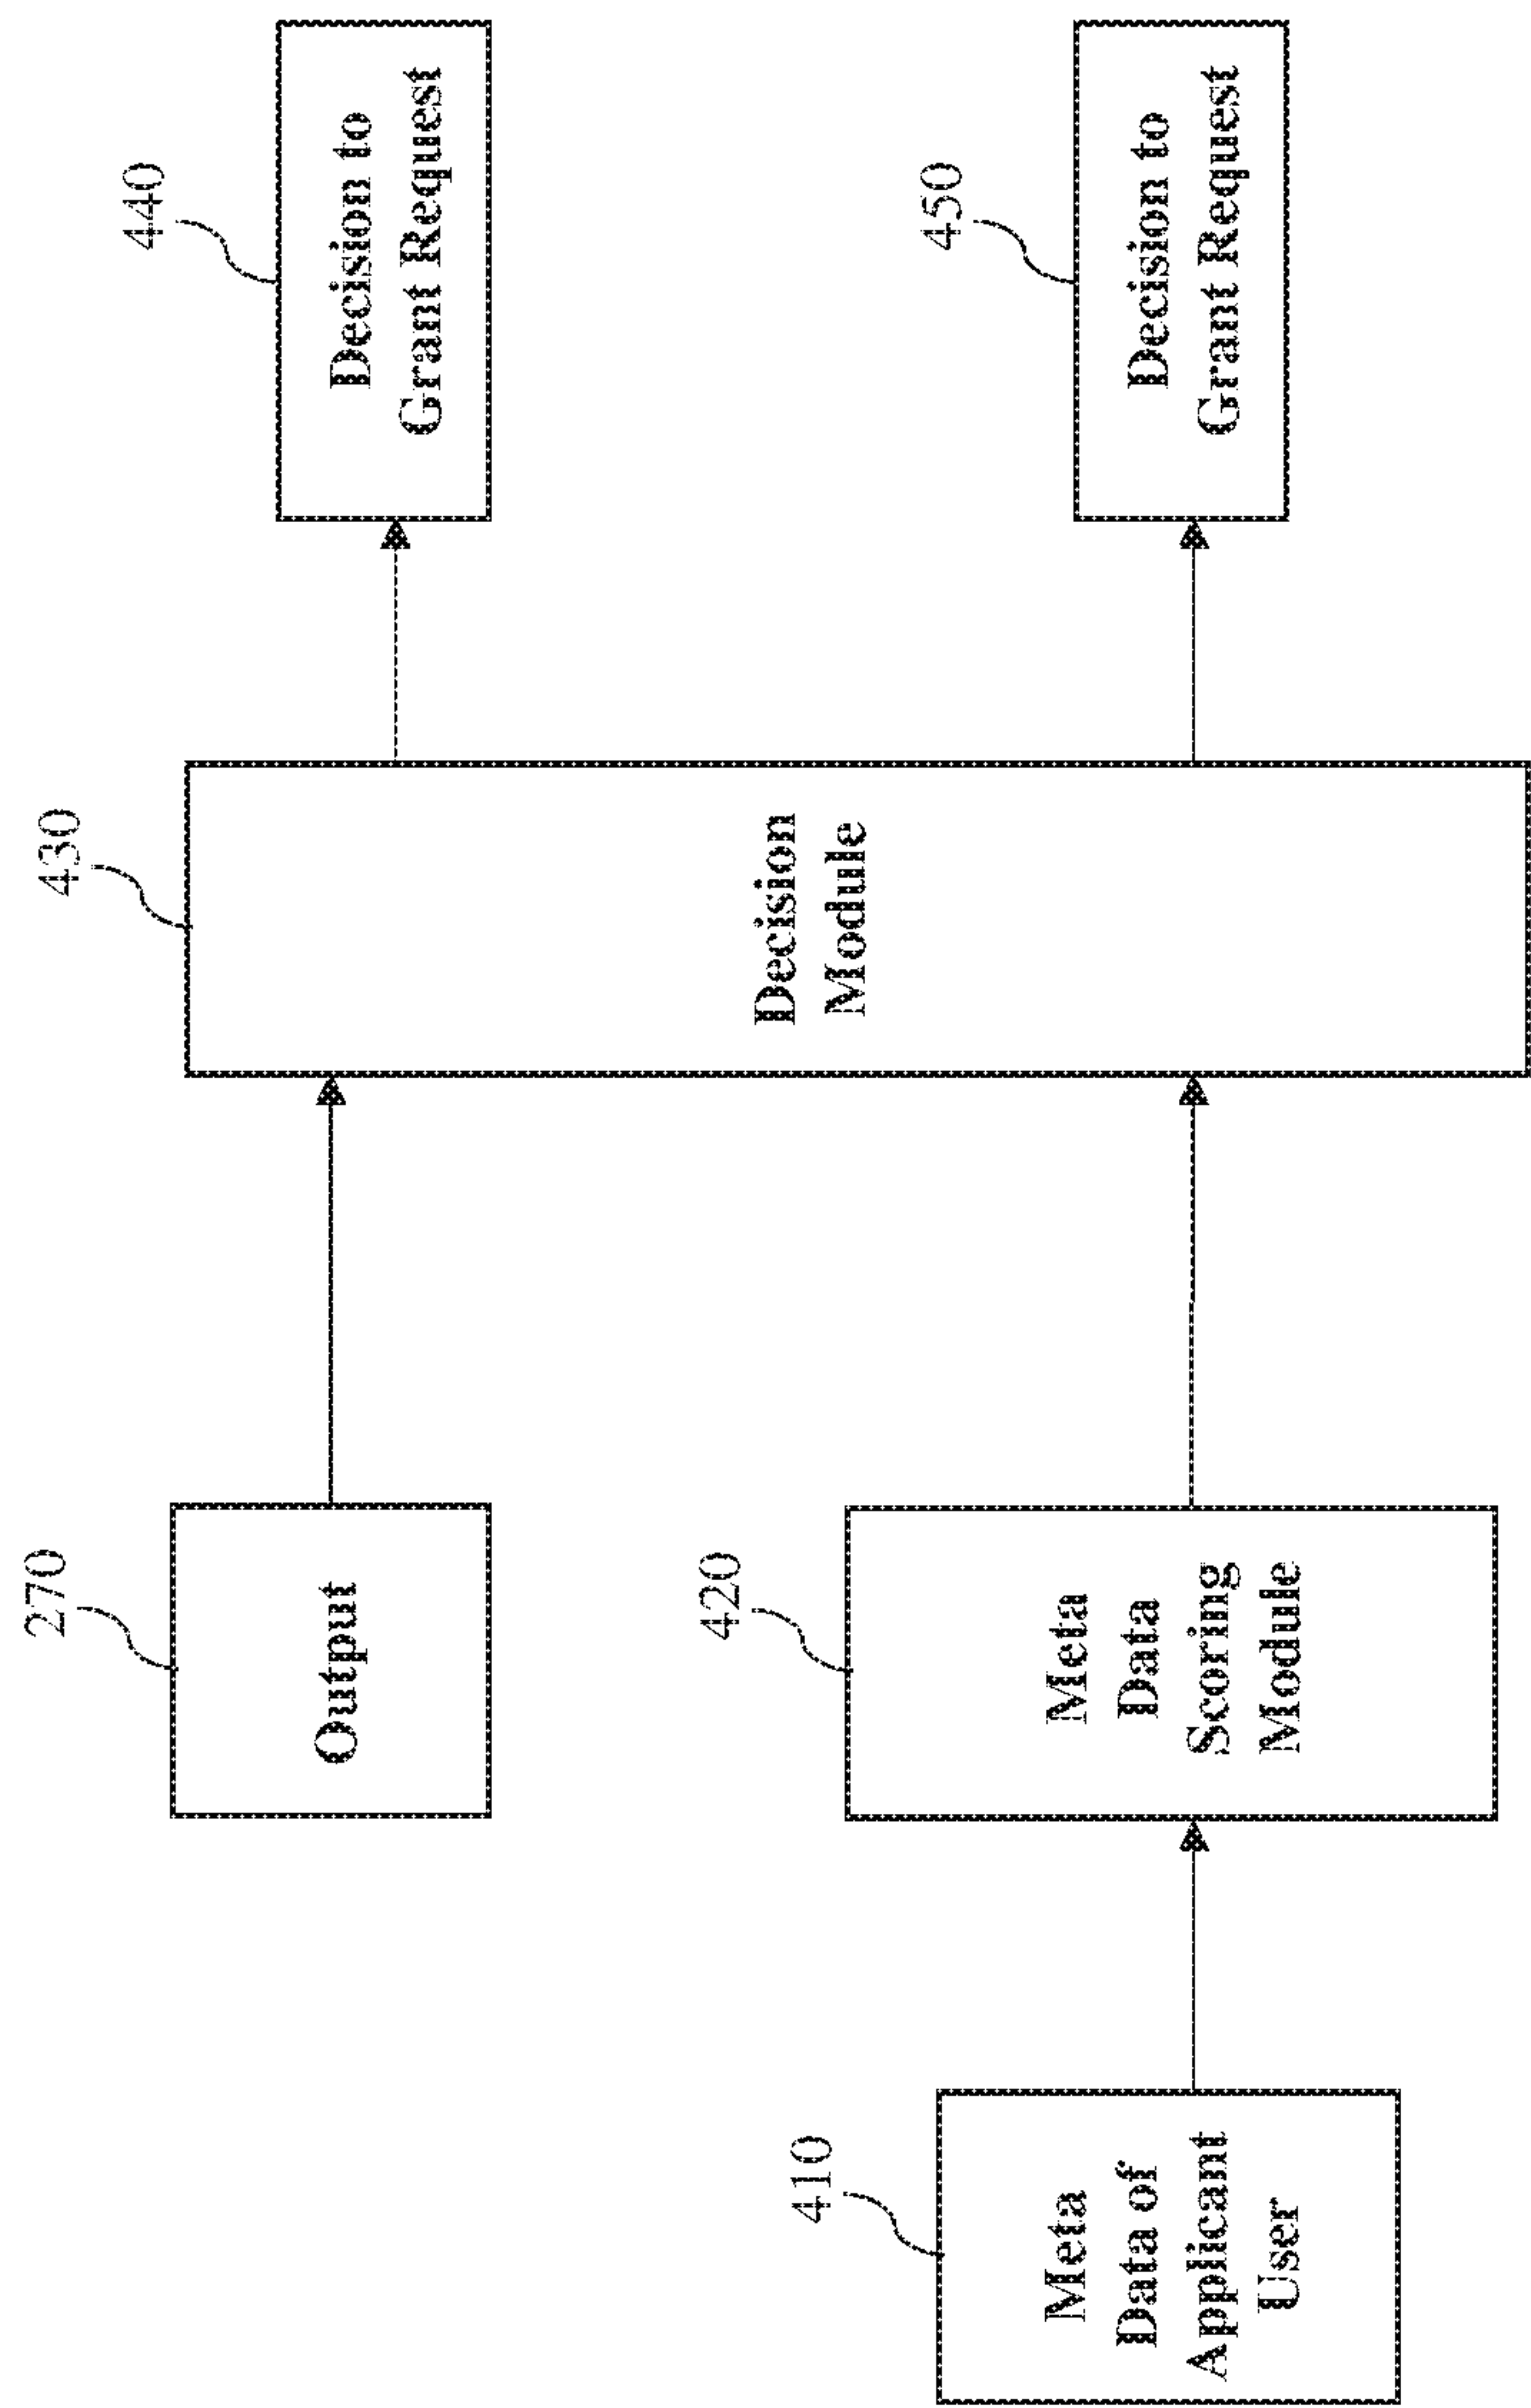 270
Output
410
Meta
Data of
Applicant
User
420
Meta
Data
Scoring
Module
430
Decision
Module
440
Decision to
Grant Request
450
Decision to
Grant Request